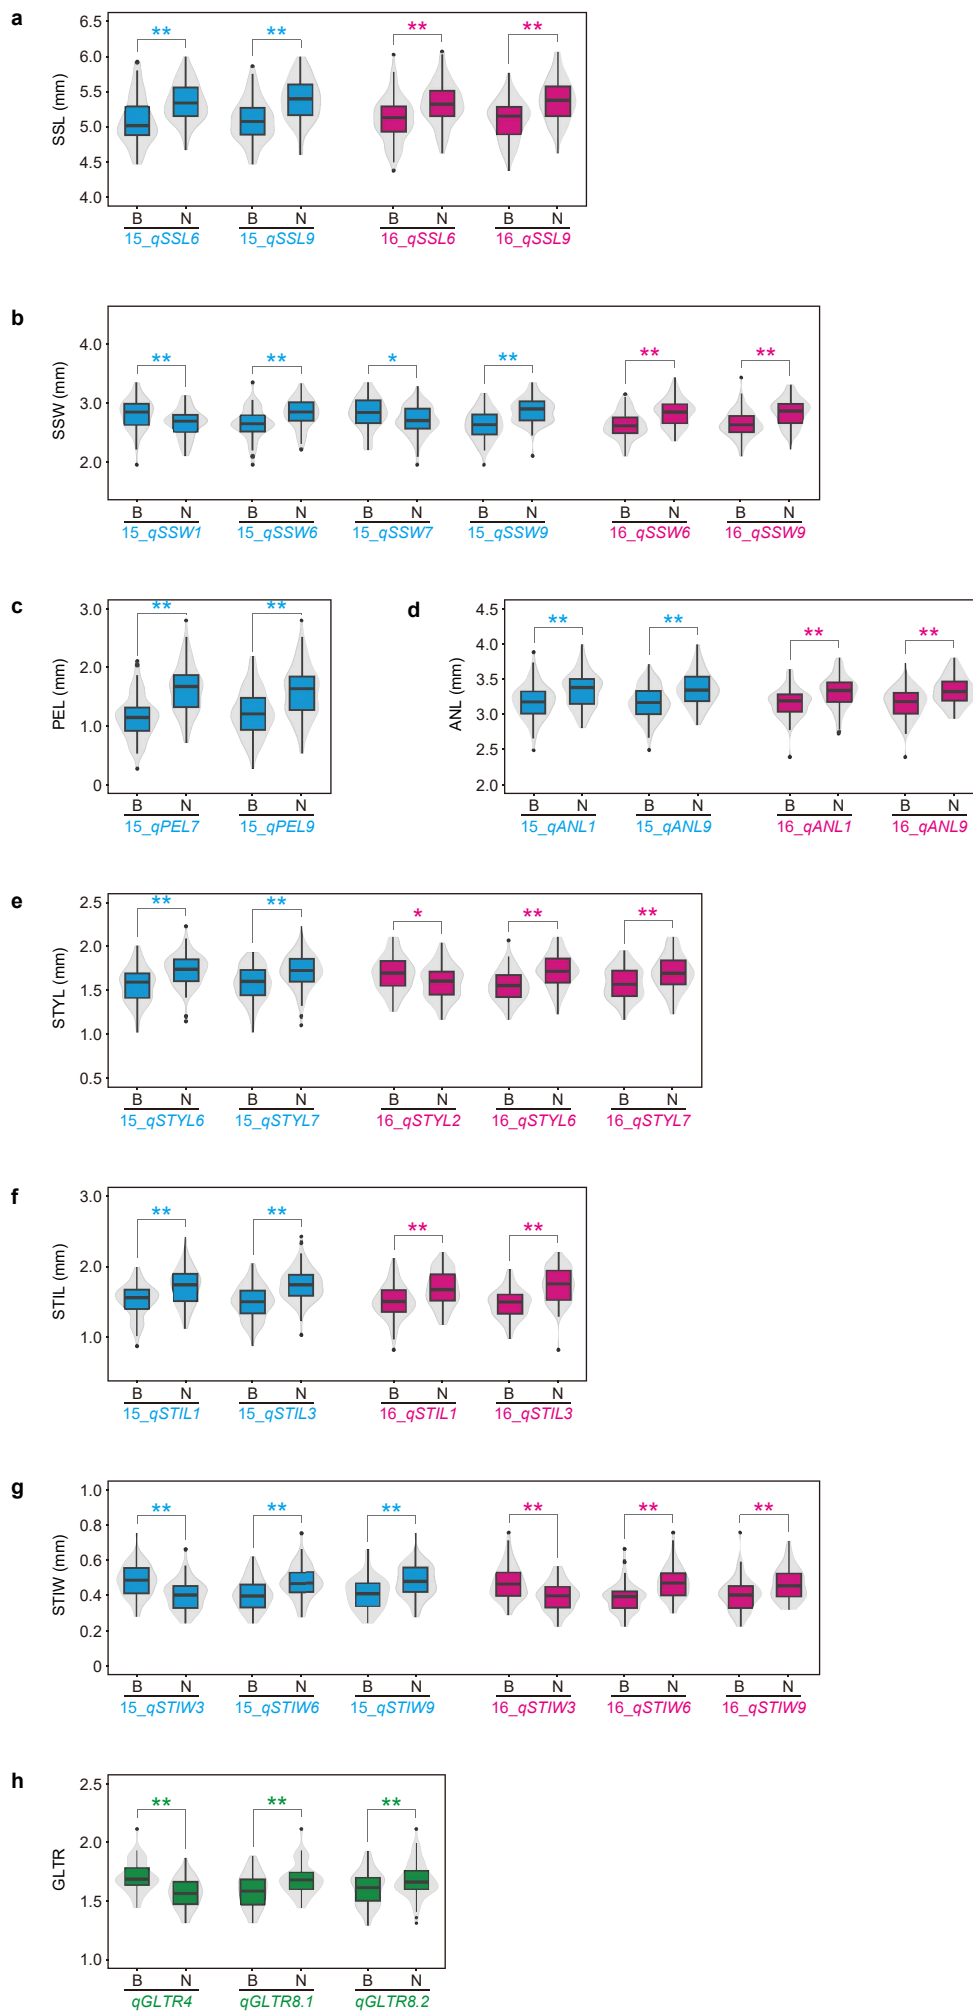 a
SSL (mm)
6.5
6.0
5.5
5.0
4.5
4.0
** ** ** **
B N B N B N B N
15_qSSL6 15_qSSL9 16_qSSL6 16_qSSL9
b
SSW (mm)
4.0
3.0
2.0
** ** * ** ** **
B N B N B N B N B N B N
15_qSSW1 15_qSSW6 15_qSSW7 15_qSSW9 16_qSSW6 16_qSSW9
c
PEL (mm)
3.0
2.0
1.0
0
** **
B N B N
15_qPEL7 15_qPEL9
d
ANL (mm)
4.5
4.0
3.5
3.0
2.5
2.0
** ** ** **
B N B N B N B N
15_qANL1 15_qANL9 16_qANL1 16_qANL9
e
STYL (mm)
2.5
2.0
1.5
1.0
0.5
** ** * ** **
B N B N B N B N B N
15_qSTYL6 15_qSTYL7 16_qSTYL2 16_qSTYL6 16_qSTYL7
f
STIL (mm)
3.0
2.0
1.0
** ** ** **
B N B N B N B N
15_qSTIL1 15_qSTIL3 16_qSTIL1 16_qSTIL3
g
STIW (mm)
1.0
0.8
0.6
0.4
0.2
0
** ** ** ** ** **
B N B N B N B N B N B N
15_qSTIW3 15_qSTIW6 15_qSTIW9 16_qSTIW3 16_qSTIW6 16_qSTIW9
h
GLTR
2.5
2.0
1.5
1.0
** ** **
B N B N B N
qGLTR4 qGLTR8.1 qGLTR8.2